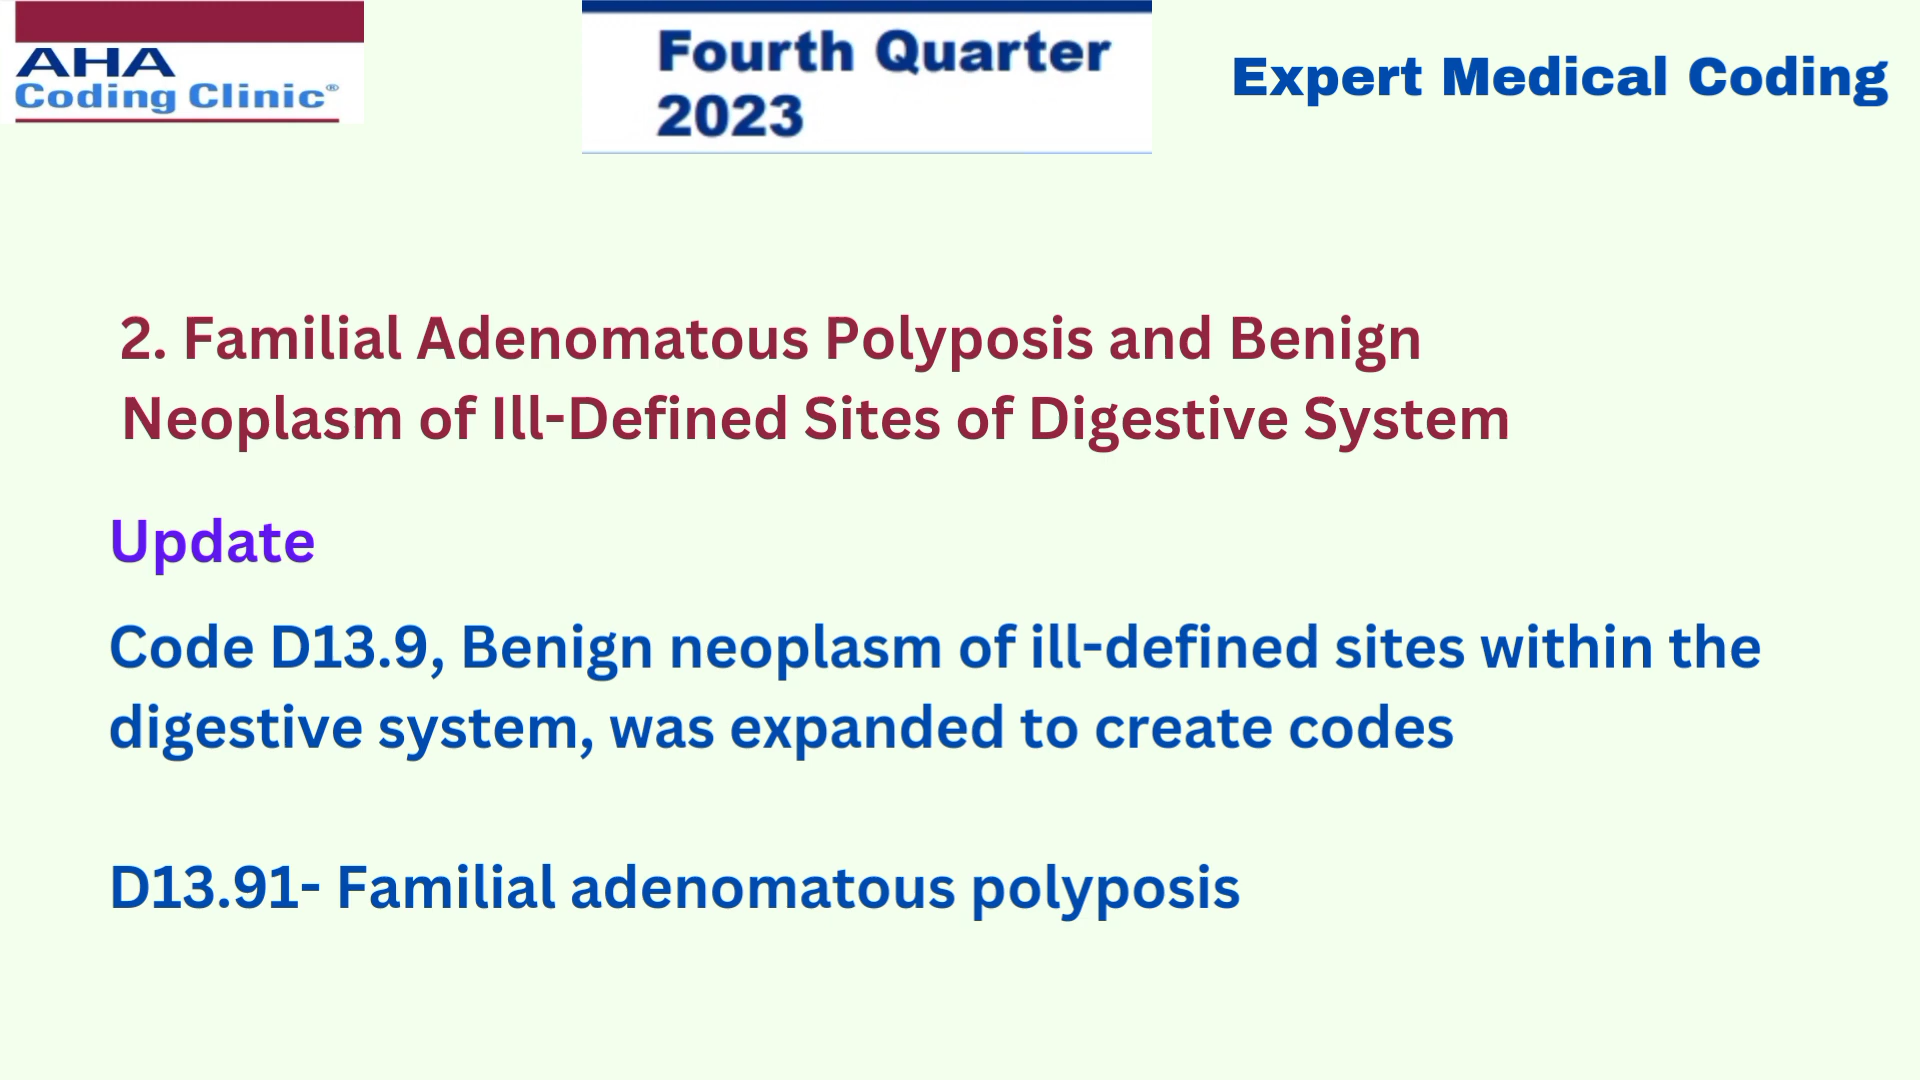 AHA
Coding Clinic®
Fourth Quarter
2023
Expert Medical Coding
2. Familial Adenomatous Polyposis and Benign
Neoplasm of Ill-Defined Sites of Digestive System
Update
Code D13.9, Benign neoplasm of ill-defined sites within the
digestive system, was expanded to create codes
D13.91- Familial adenomatous polyposis